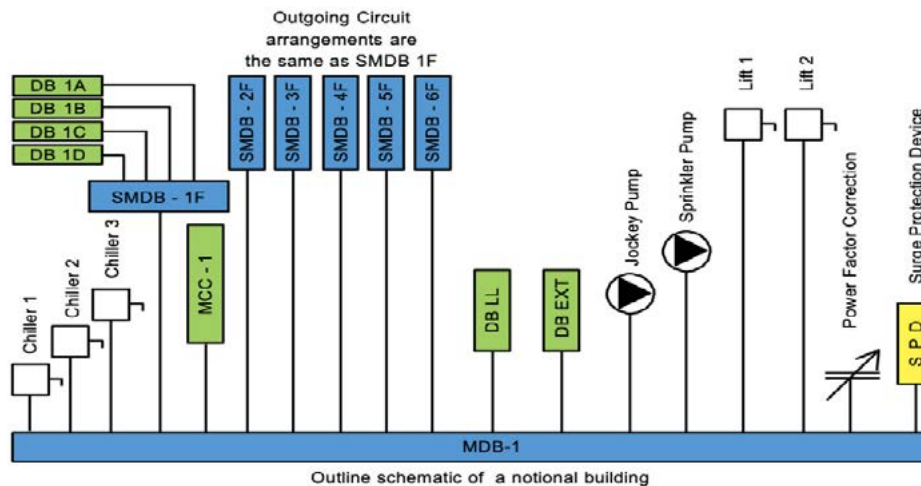 Outgoing Circuit
arrangements are
the same as SMDB 1F
DB 1A
DB 1B
DB 1C
DB 1D
SMDB - 1F
SMDB - 2F
SMDB - 3F
SMDB - 4F
SMDB - 5F
SMDB - 6F
Chiller 1
Chiller 2
Chiller 3
MCC - 1
DB LL
DB EXT
Jockey Pump
Sprinkler Pump
Lift 1
Lift 2
Power Factor Correction
Surge Protection Device
S P D
MDB-1
Outline schematic of a notional building